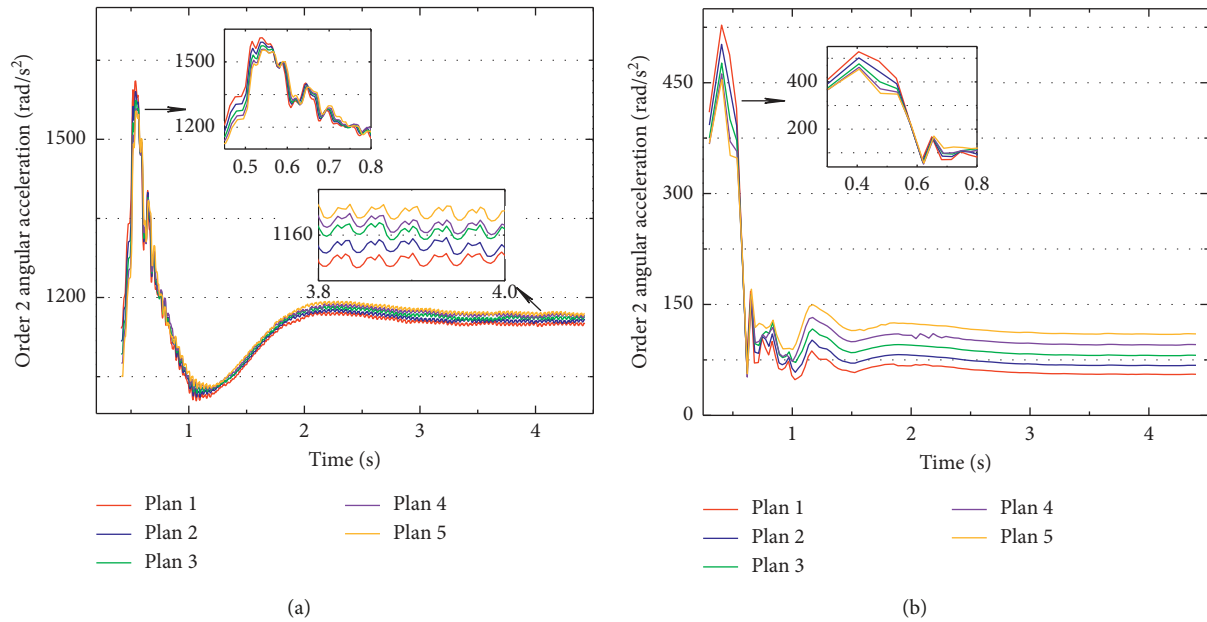 Order 2 angular acceleration (rad/s²)
1500
1200
1500
1200
0.5 0.6 0.7 0.8
1160
3.8 4.0
1 2 3 4
Time (s)
Plan 1
Plan 2
Plan 3
Plan 4
Plan 5
(a)
Order 2 angular acceleration (rad/s²)
450
300
150
0
400
200
0.4 0.6 0.8
1 2 3 4
Time (s)
Plan 1
Plan 2
Plan 3
Plan 4
Plan 5
(b)